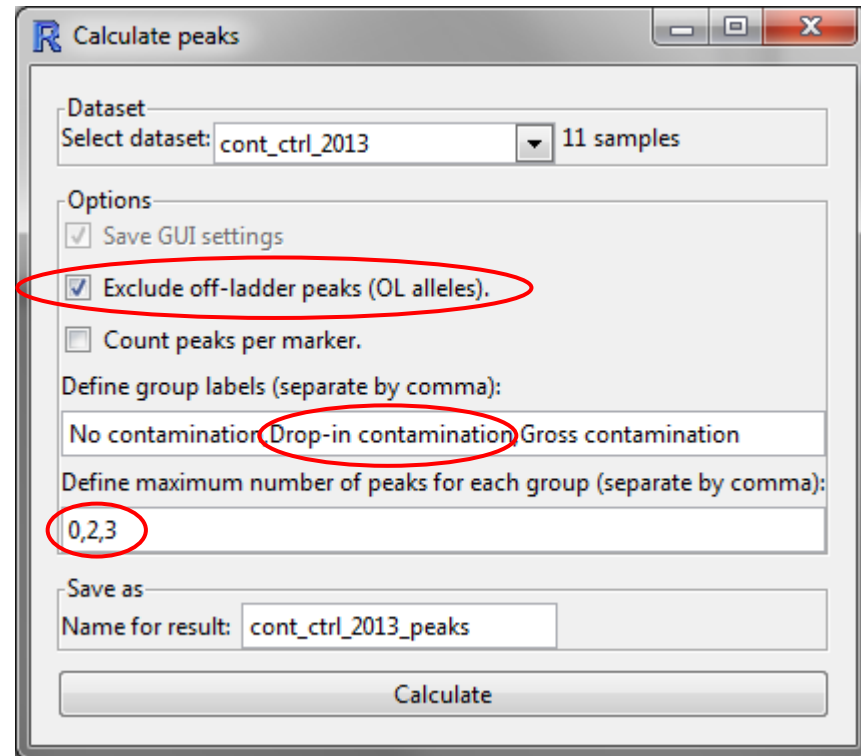 R Calculate peaks
X
Dataset
Select dataset: cont_ctrl_2013 11 samples
Options
Save GUI settings
Exclude off-ladder peaks (OL alleles).
Count peaks per marker.
Define group labels (separate by comma):
No contamination,Drop-in contamination,Gross contamination
Define maximum number of peaks for each group (separate by comma):
0,2,3
Save as
Name for result: cont_ctrl_2013_peaks
Calculate